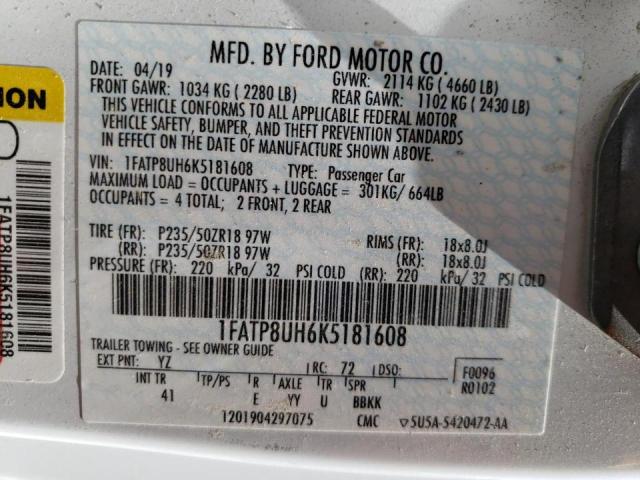 MFD. BY FORD MOTOR CO.
DATE: 04/19 GVWR: 2114 KG ( 4660 LB)
FRONT GAWR: 1034 KG ( 2280 LB) REAR GAWR: 1102 KG ( 2430 LB)
THIS VEHICLE CONFORMS TO ALL APPLICABLE FEDERAL MOTOR
VEHICLE SAFETY, BUMPER, AND THEFT PREVENTION STANDARDS
IN EFFECT ON THE DATE OF MANUFACTURE SHOWN ABOVE.
VIN: 1FATP8UH6K5181608 TYPE: Passenger Car
MAXIMUM LOAD = OCCUPANTS + LUGGAGE = 301KG/ 664LB
OCCUPANTS = 4 TOTAL; 2 FRONT, 2 REAR
TIRE (FR): P235/50ZR18 97W RIMS (FR): 18x8.0J
(RR): P235/50ZR18 97W (RR): 18x8.0J
PRESSURE (FR): 220 kPa/ 32 PSI COLD (RR): 220 kPa/ 32 PSI COLD
1FATP8UH6K5181608
TRAILER TOWING - SEE OWNER GUIDE
EXT PNT: YZ RC: 72 DSO: F0096
R0102
INT TR TP/PS R AXLE TR SPR
41 E YY U BBKK
1201904297075 CMC 5U5A-5420472-AA
NION
1FATP8UH6K5181608